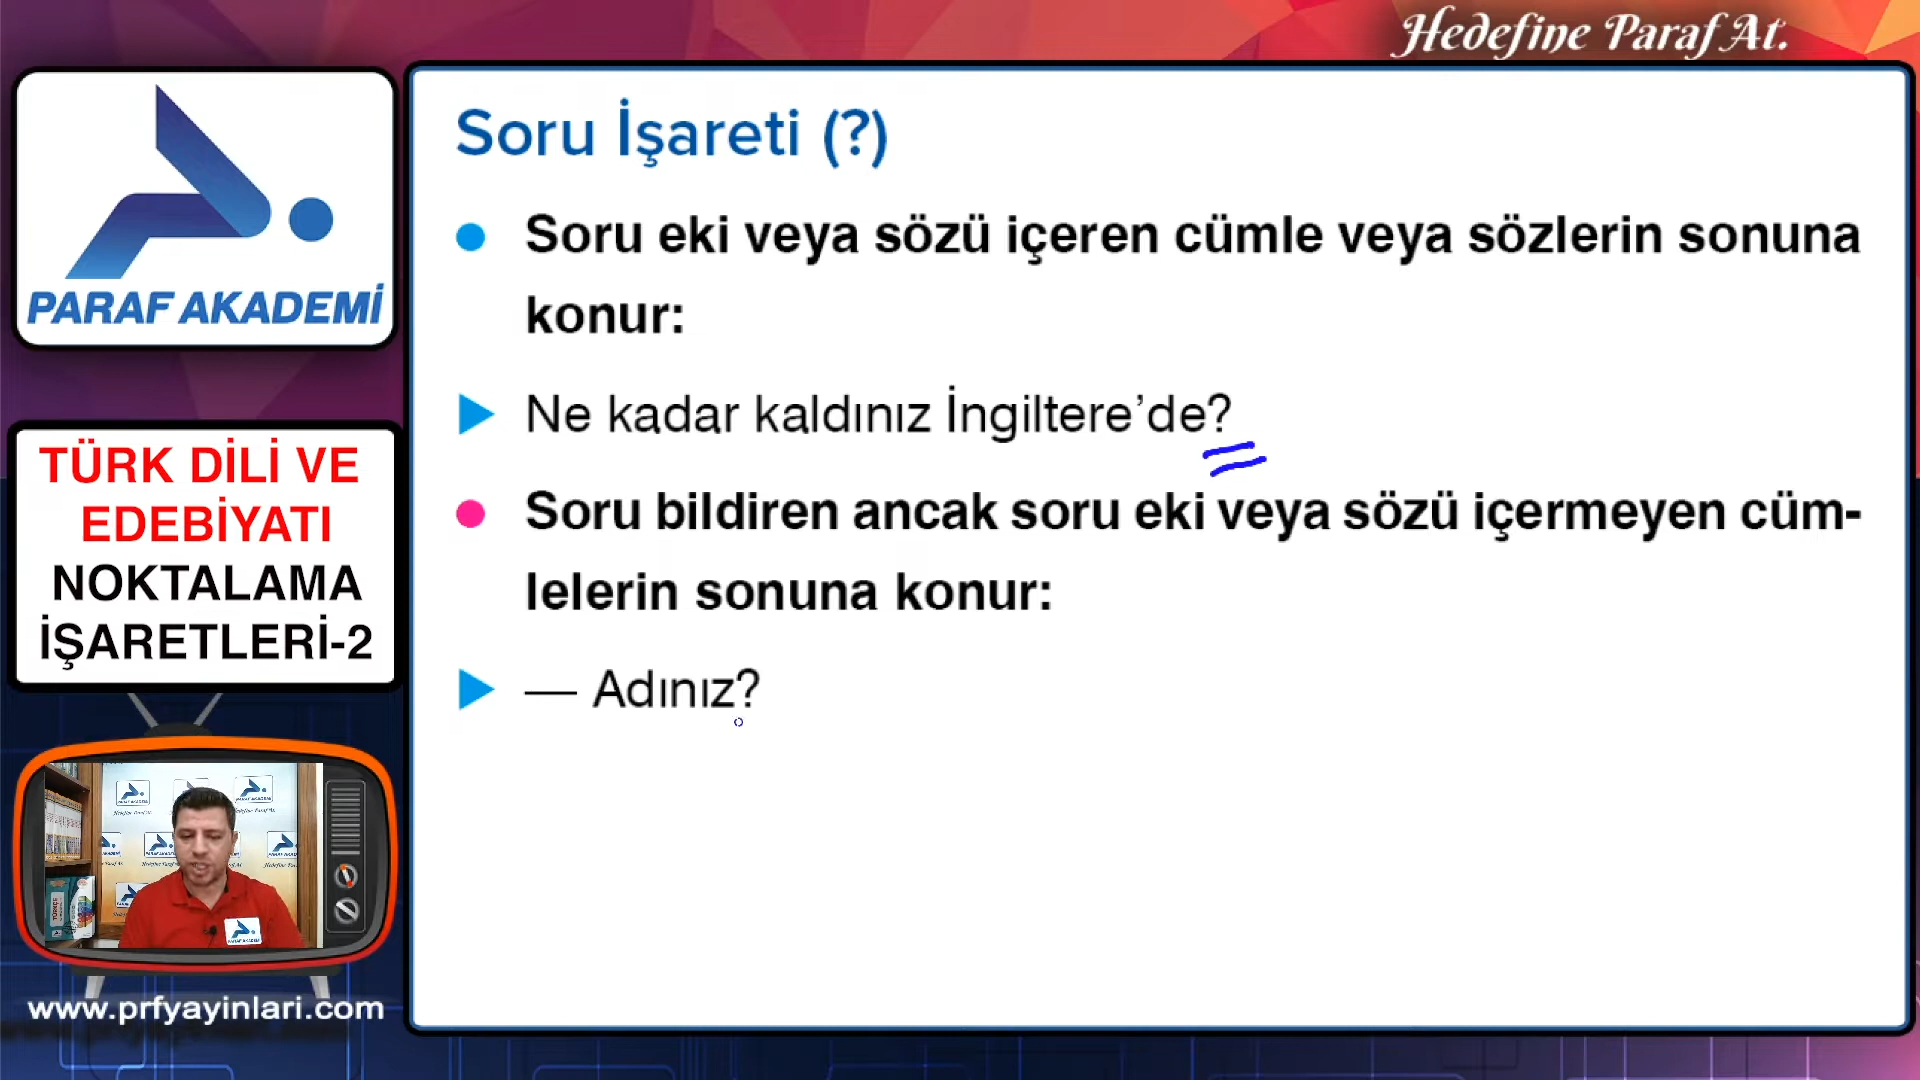 Hedefine Paraf At.
PARAF AKADEMİ
TÜRK DİLİ VE
EDEBİYATI
NOKTALAMA
İŞARETLERİ-2
www.prfyayinlari.com
Soru İşareti (?)
Soru eki veya sözü içeren cümle veya sözlerin sonuna
konur:
Ne kadar kaldınız İngiltere’de?
Soru bildiren ancak soru eki veya sözü içermeyen cüm-
lelerin sonuna konur:
— Adınız?